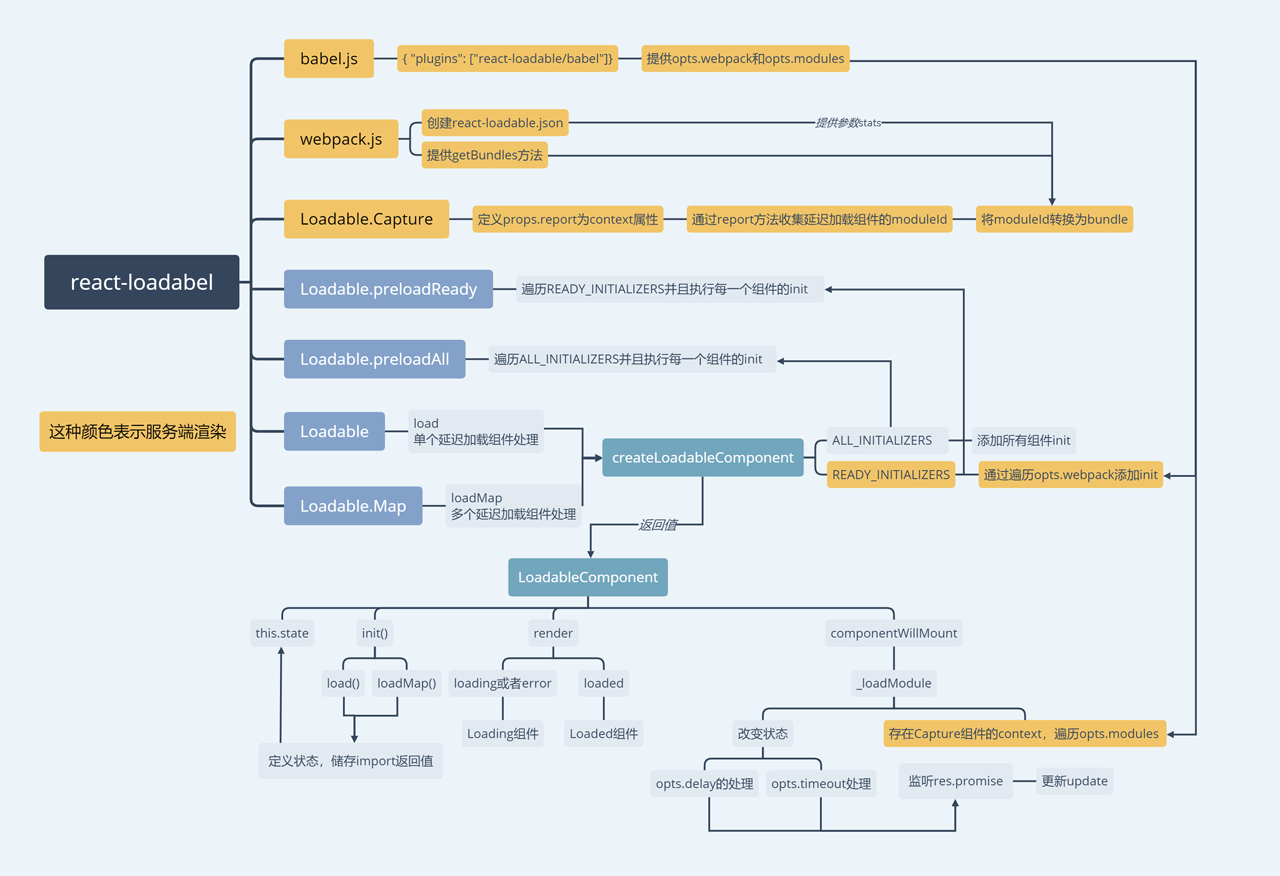 babel.js
{ "plugins": ["react-loadable/babel"]}
提供opts.webpack和opts.modules
webpack.js
创建react-loadable.json
提供参数stats
提供getBundles方法
Loadable.Capture
定义props.report为context属性
通过report方法收集延迟加载组件的moduleId
将moduleId转换为bundle
react-loadabel
Loadable.preloadReady
遍历READY_INITIALIZERS并且执行每一个组件的init
Loadable.preloadAll
遍历ALL_INITIALIZERS并且执行每一个组件的init
这种颜色表示服务端渲染
Loadable
load
单个延迟加载组件处理
createLoadableComponent
ALL_INITIALIZERS
添加所有组件init
READY_INITIALIZERS
通过遍历opts.webpack添加init
Loadable.Map
loadMap
多个延迟加载组件处理
返回值
LoadableComponent
this.state
init()
render
componentWillMount
load()
loadMap()
loading或者error
loaded
_loadModule
Loading组件
Loaded组件
改变状态
存在Capture组件的context，遍历opts.modules
定义状态，储存import返回值
opts.delay的处理
opts.timeout处理
监听res.promise
更新update